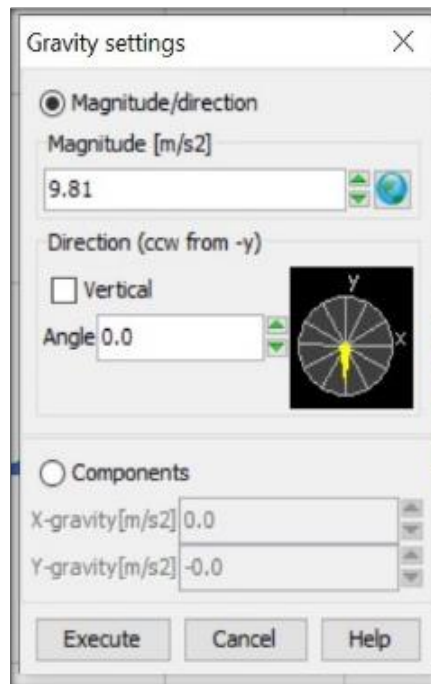 Gravity settings
Magnitude/direction
Magnitude [m/s2]
9.81
Direction (ccw from -y)
Vertical
Angle 0.0
y
x
Components
X-gravity[m/s2] 0.0
Y-gravity[m/s2] -0.0
Execute Cancel Help